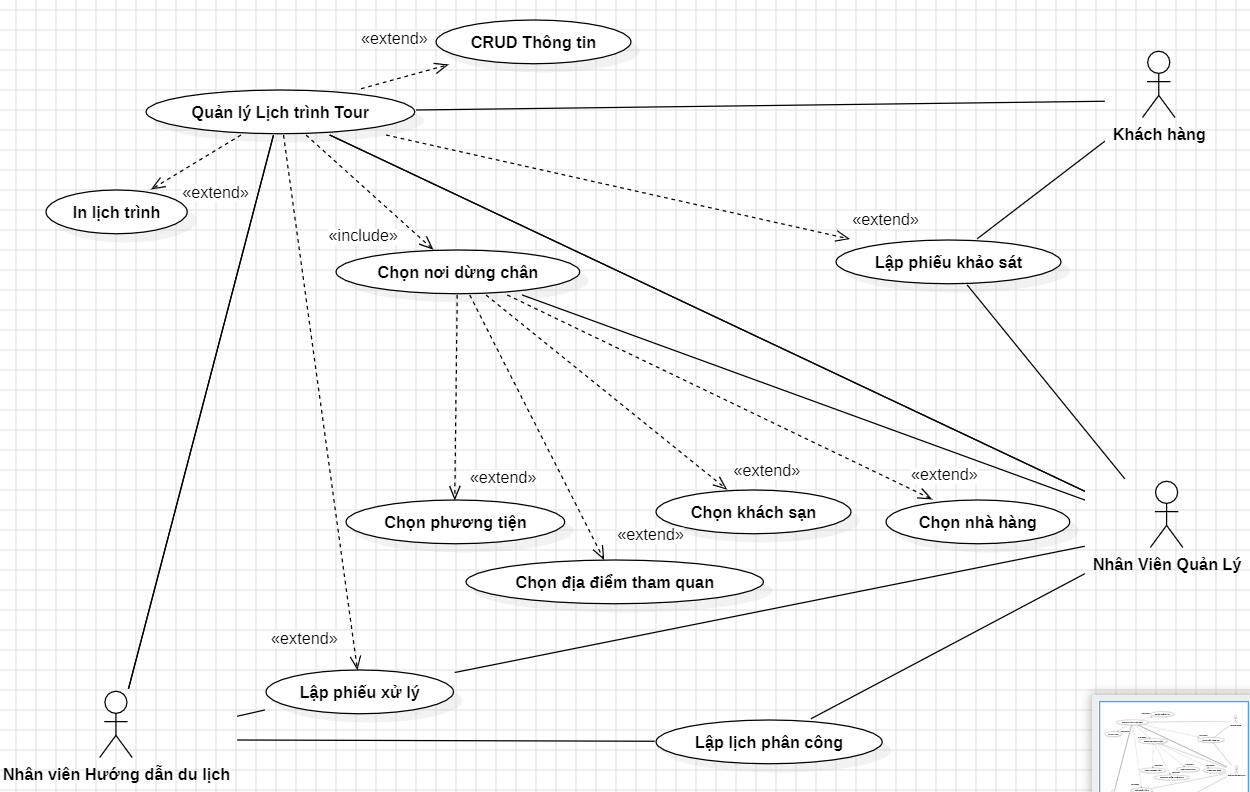 «extend»
CRUD Thông tin
Quản lý Lịch trình Tour
Khách hàng
«extend»
In lịch trình
«extend»
«include»
Lập phiếu khảo sát
Chọn nơi dừng chân
«extend»
«extend»
«extend»
Chọn khách sạn
Chọn phương tiện
Chọn nhà hàng
«extend»
Nhân Viên Quản Lý
Chọn địa điểm tham quan
«extend»
Lập phiếu xử lý
Lập lịch phân công
Nhân viên Hướng dẫn du lịch